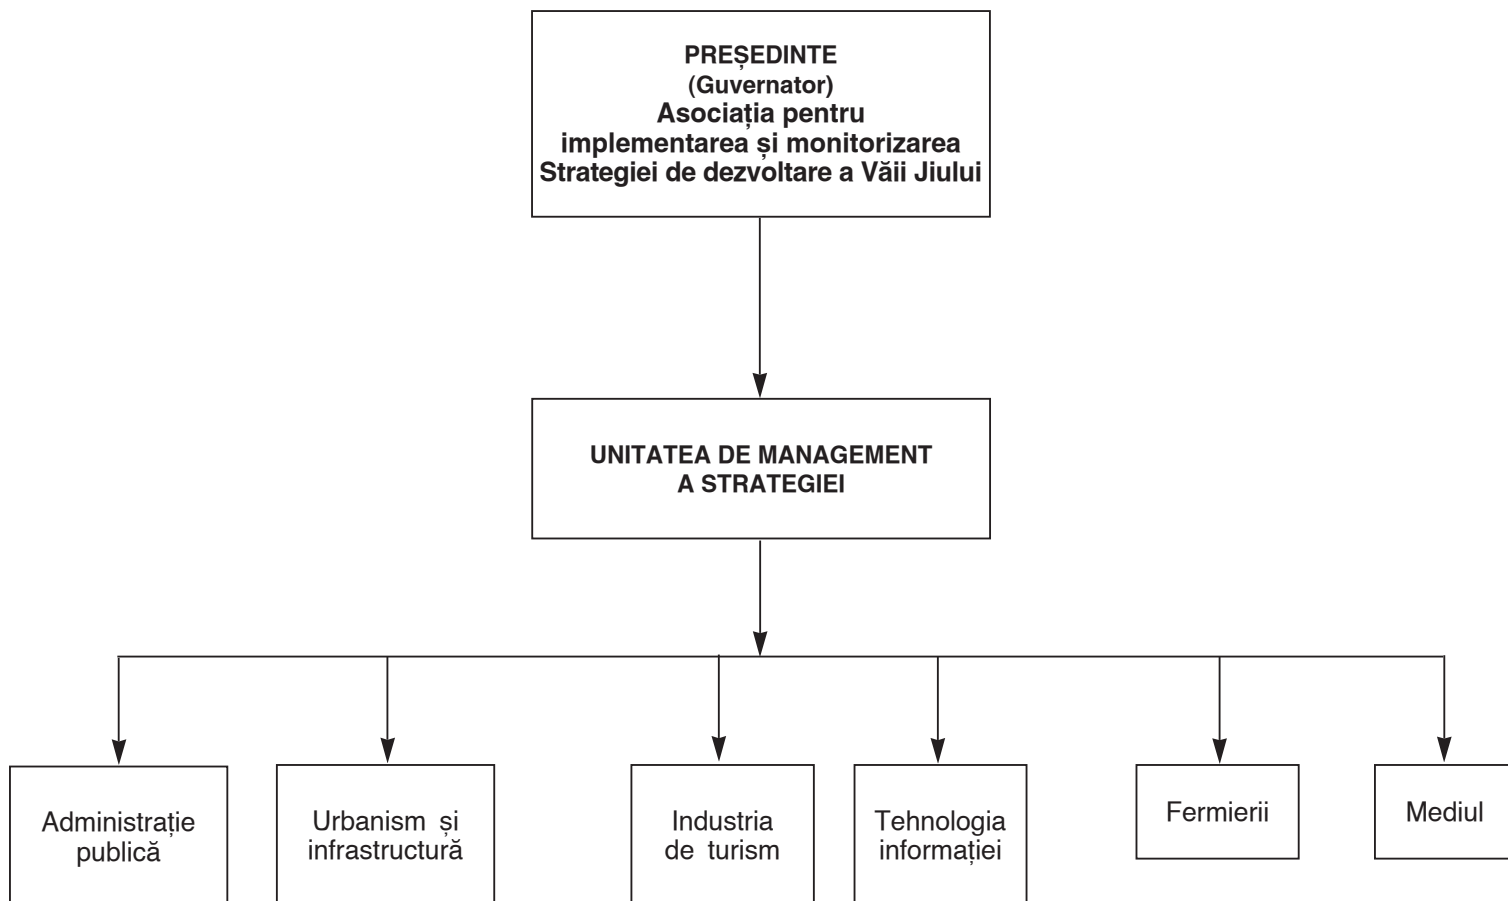 PREȘEDINTE
(Guvernator)
Asociația pentru
implementarea și monitorizarea
Strategiei de dezvoltare a Văii Jiului
UNITATEA DE MANAGEMENT
A STRATEGIEI
Administrație
publică
Urbanism și
infrastructură
Industria
de turism
Tehnologia
informației
Fermierii
Mediul